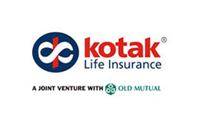 kotak®
Life Insurance
A JOINT VENTURE WITH OLD MUTUAL